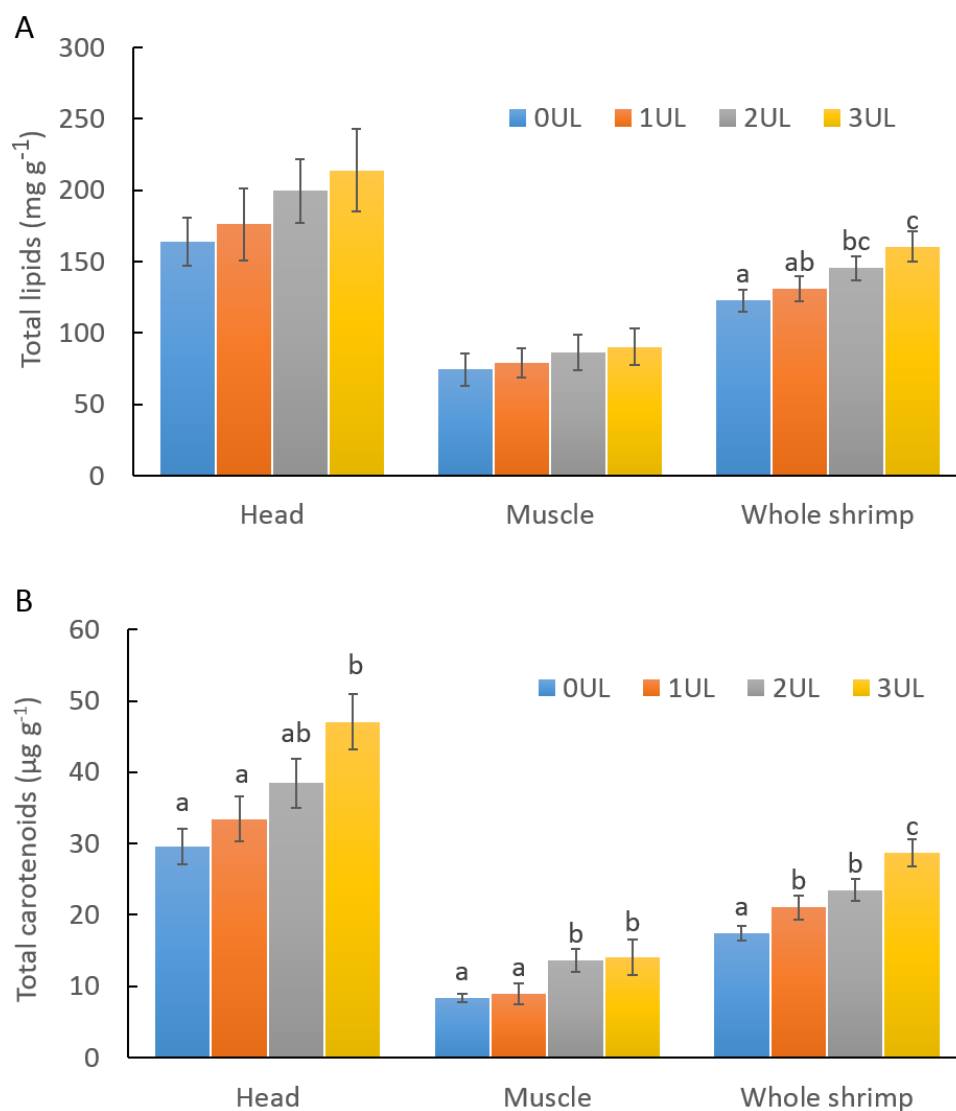 A
Total lipids (mg g⁻¹)
300
250
200
150
100
50
0
0UL 1UL 2UL 3UL
a ab bc c
Head Muscle Whole shrimp
B
Total carotenoids (µg g⁻¹)
60
50
40
30
20
10
0
0UL 1UL 2UL 3UL
a a ab b
a a b b
a b b c
Head Muscle Whole shrimp